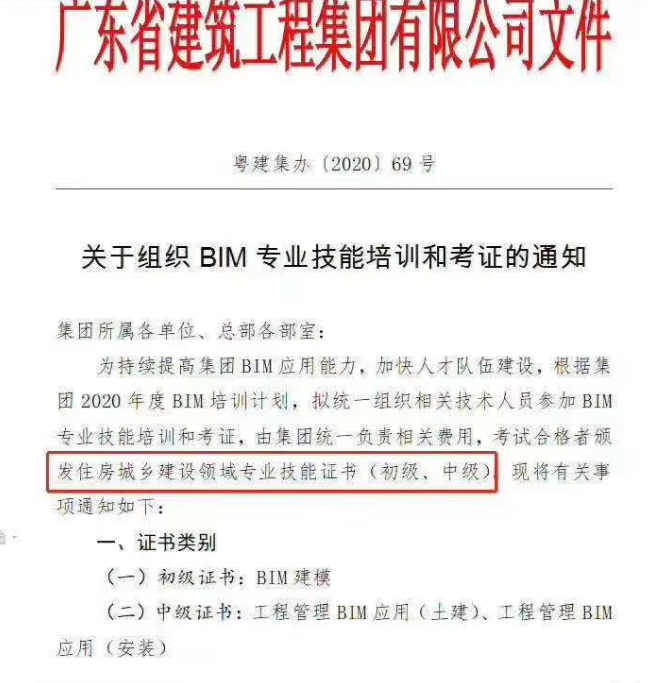 广东省建筑工程集团有限公司文件
粤建集办〔2020〕69 号
关于组织 BIM 专业技能培训和考证的通知
集团所属各单位、总部各部室：
为持续提高集团 BIM 应用能力，加快人才队伍建设，根据集
团 2020 年度 BIM 培训计划，拟统一组织相关技术人员参加 BIM
专业技能培训和考证，由集团统一负责相关费用，考试合格者颁
发住房城乡建设领域专业技能证书（初级、中级）。现将有关事
项通知如下：
一、证书类别
（一）初级证书：BIM 建模
（二）中级证书：工程管理 BIM 应用（土建）、工程管理 BIM
应用（安装）